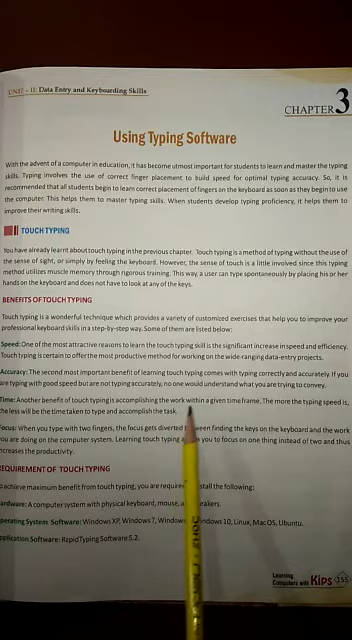 UNIT - II: Data Entry and Keyboarding Skills
CHAPTER 3
Using Typing Software
With the advent of a computer in education, it has become utmost important for students to learn and master the typing
skills. Typing involves the use of correct finger placement to build speed for optimal typing accuracy. So, it is
recommended that all students begin to learn correct placement of fingers on the keyboard as soon as they begin to use
the computer. This helps them to master typing skills. When students develop typing proficiency, it helps them to
improve their writing skills.
TOUCH TYPING
You have already learnt about touch typing in the previous chapter. Touch typing is a method of typing without the use of
the sense of sight, or simply by feeling the keyboard. However, the sense of touch is a little involved since this typing
method utilizes muscle memory through rigorous training. This way, a user can type spontaneously by placing his or her
hands on the keyboard and does not have to look at any of the keys.
BENEFITS OF TOUCH TYPING
Touch typing is a wonderful technique which provides a variety of customized exercises that help you to improve your
professional keyboard skills in a step-by-step way. Some of them are listed below:
Speed: One of the most attractive reasons to learn the touch typing skill is the significant increase in speed and efficiency.
Touch typing is certain to offer the most productive method for working on the wide-ranging data-entry projects.
Accuracy: The second most important benefit of learning touch typing comes with typing correctly and accurately. If you
are typing with good speed but are not typing accurately, no one would understand what you are trying to convey.
Time: Another benefit of touch typing is accomplishing the work within a given timeframe. The more the typing speed is,
the less will be the time taken to type and accomplish the task.
Focus: When you type with two fingers, the focus gets diverted between finding the keys on the keyboard and the work
you are doing on the computer system. Learning touch typing you to focus on one thing instead of two and thus
ncreases the productivity.
EQUIREMENT OF TOUCH TYPING
achieve maximum benefit from touch typing, you are require stall the following:
ardware: A computer system with physical keyboard, mouse, eakers.
perating System Software: Windows XP, Windows 7, Window indows 10, Linux, Mac OS, Ubuntu.
plication Software: RapidTyping Software 5.2.
Learning
Computers with Kips 155